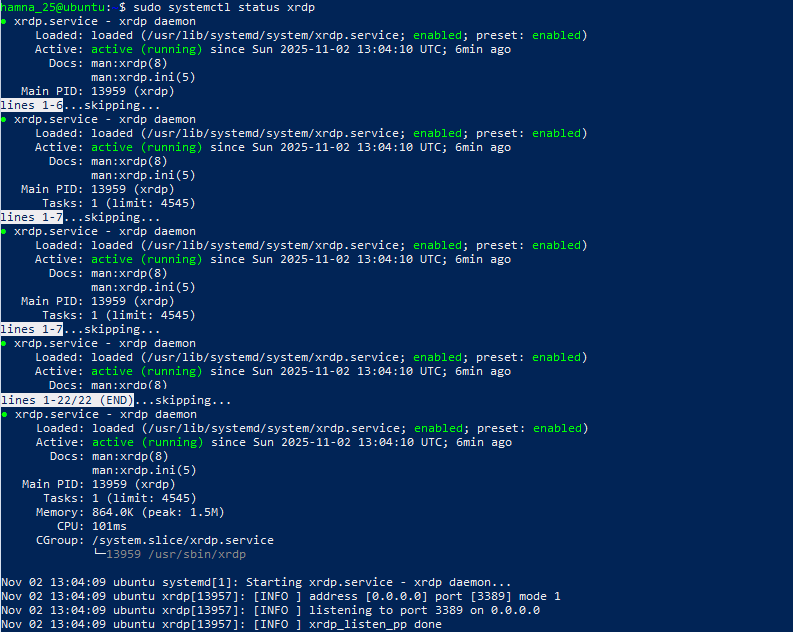 hamna_25@ubuntu: $ sudo systemctl status xrdp
● xrdp.service - xrdp daemon
Loaded: loaded (/usr/lib/systemd/system/xrdp.service; enabled; preset: enabled)
Active: active (running) since Sun 2025-11-02 13:04:10 UTC; 6min ago
Docs: man:xrdp(8)
man:xrdp.ini(5)
Main PID: 13959 (xrdp)
lines 1-6...skipping...
● xrdp.service - xrdp daemon
Loaded: loaded (/usr/lib/systemd/system/xrdp.service; enabled; preset: enabled)
Active: active (running) since Sun 2025-11-02 13:04:10 UTC; 6min ago
Docs: man:xrdp(8)
man:xrdp.ini(5)
Main PID: 13959 (xrdp)
Tasks: 1 (limit: 4545)
lines 1-7...skipping...
● xrdp.service - xrdp daemon
Loaded: loaded (/usr/lib/systemd/system/xrdp.service; enabled; preset: enabled)
Active: active (running) since Sun 2025-11-02 13:04:10 UTC; 6min ago
Docs: man:xrdp(8)
man:xrdp.ini(5)
Main PID: 13959 (xrdp)
Tasks: 1 (limit: 4545)
lines 1-7...skipping...
● xrdp.service - xrdp daemon
Loaded: loaded (/usr/lib/systemd/system/xrdp.service; enabled; preset: enabled)
Active: active (running) since Sun 2025-11-02 13:04:10 UTC; 6min ago
Docs: man:xrdp(8)
lines 1-22/22 (END)...skipping...
● xrdp.service - xrdp daemon
Loaded: loaded (/usr/lib/systemd/system/xrdp.service; enabled; preset: enabled)
Active: active (running) since Sun 2025-11-02 13:04:10 UTC; 6min ago
Docs: man:xrdp(8)
man:xrdp.ini(5)
Main PID: 13959 (xrdp)
Tasks: 1 (limit: 4545)
Memory: 864.0K (peak: 1.5M)
CPU: 101ms
CGroup: /system.slice/xrdp.service
└─13959 /usr/sbin/xrdp
Nov 02 13:04:09 ubuntu systemd[1]: Starting xrdp.service - xrdp daemon...
Nov 02 13:04:09 ubuntu xrdp[13957]: [INFO ] address [0.0.0.0] port [3389] mode 1
Nov 02 13:04:09 ubuntu xrdp[13957]: [INFO ] listening to port 3389 on 0.0.0.0
Nov 02 13:04:09 ubuntu xrdp[13957]: [INFO ] xrdp_listen_pp done